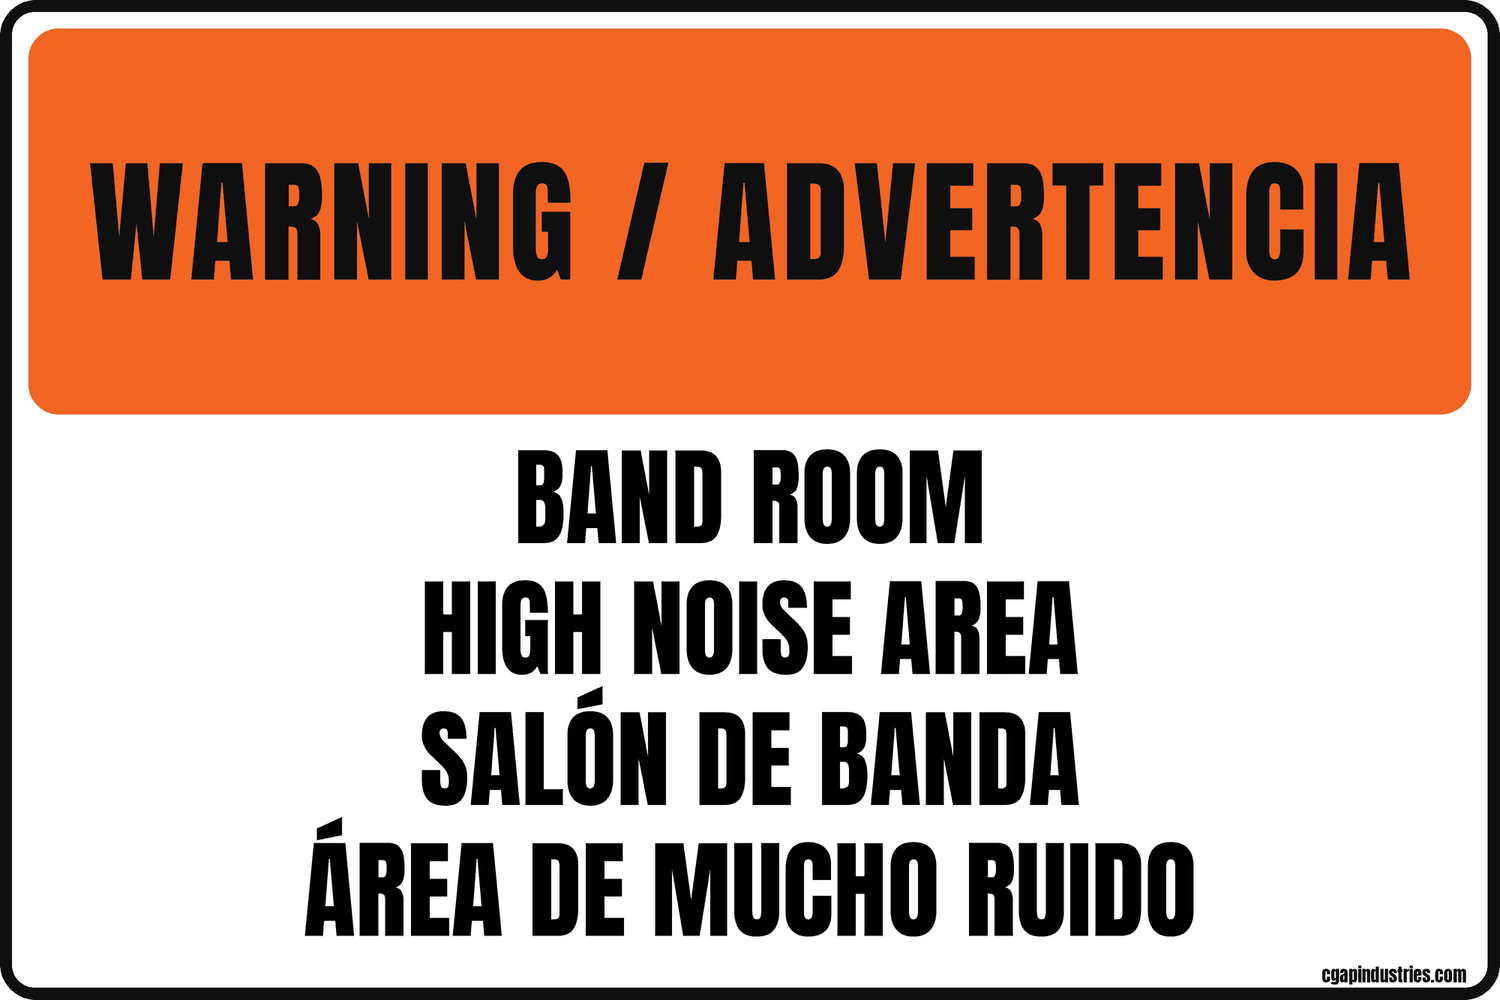 WARNING / ADVERTENCIA
BAND ROOM
HIGH NOISE AREA
SALÓN DE BANDA
ÁREA DE MUCHO RUIDO
cgapindustries.com